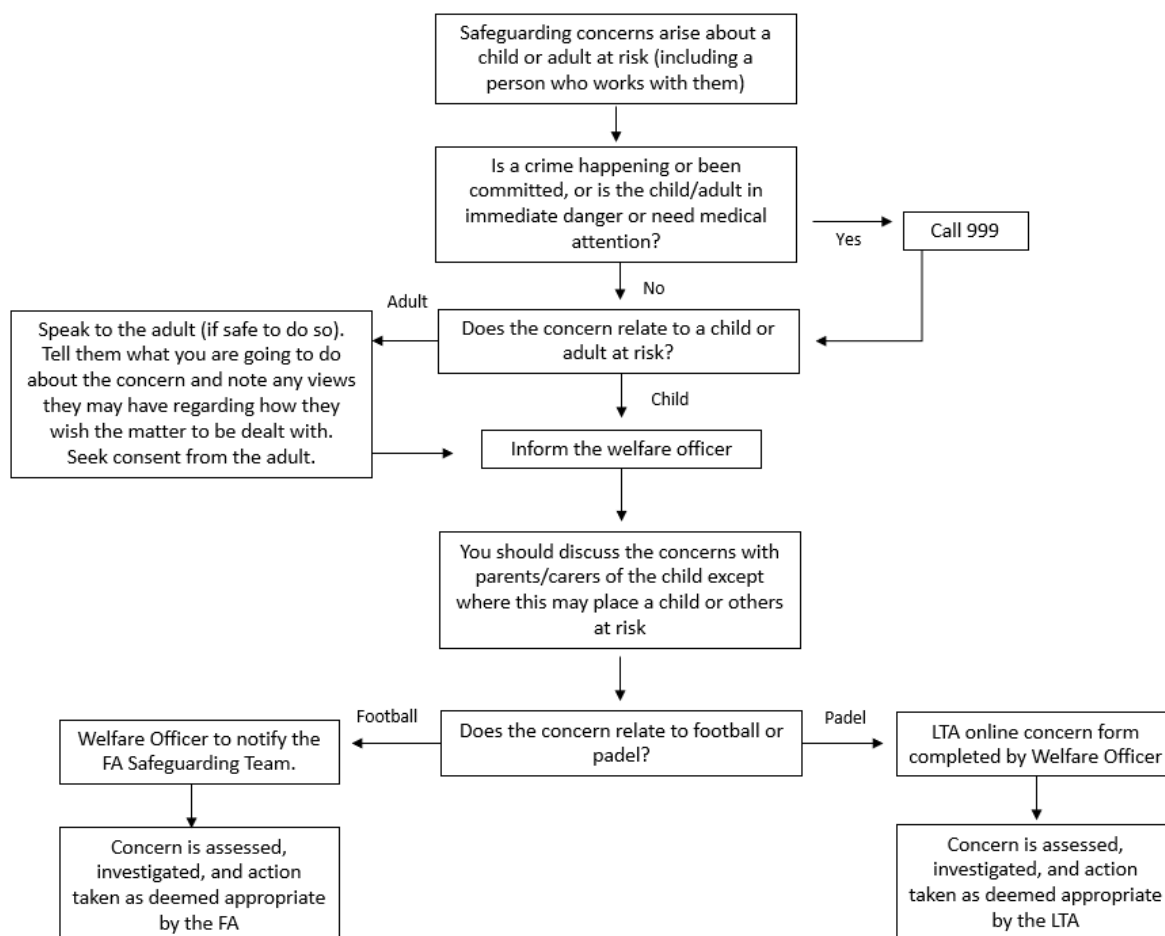 Safeguarding concerns arise about a
child or adult at risk (including a
person who works with them)
Is a crime happening or been
committed, or is the child/adult in
immediate danger or need medical
attention?
Yes
Call 999
No
Does the concern relate to a child or
adult at risk?
Adult
Speak to the adult (if safe to do so).
Tell them what you are going to do
about the concern and note any views
they may have regarding how they
wish the matter to be dealt with.
Seek consent from the adult.
Child
Inform the welfare officer
You should discuss the concerns with
parents/carers of the child except
where this may place a child or others
at risk
Does the concern relate to football or
padel?
Football
Welfare Officer to notify the
FA Safeguarding Team.
Concern is assessed,
investigated, and action
taken as deemed appropriate
by the FA
Padel
LTA online concern form
completed by Welfare Officer
Concern is assessed,
investigated, and action
taken as deemed appropriate
by the LTA